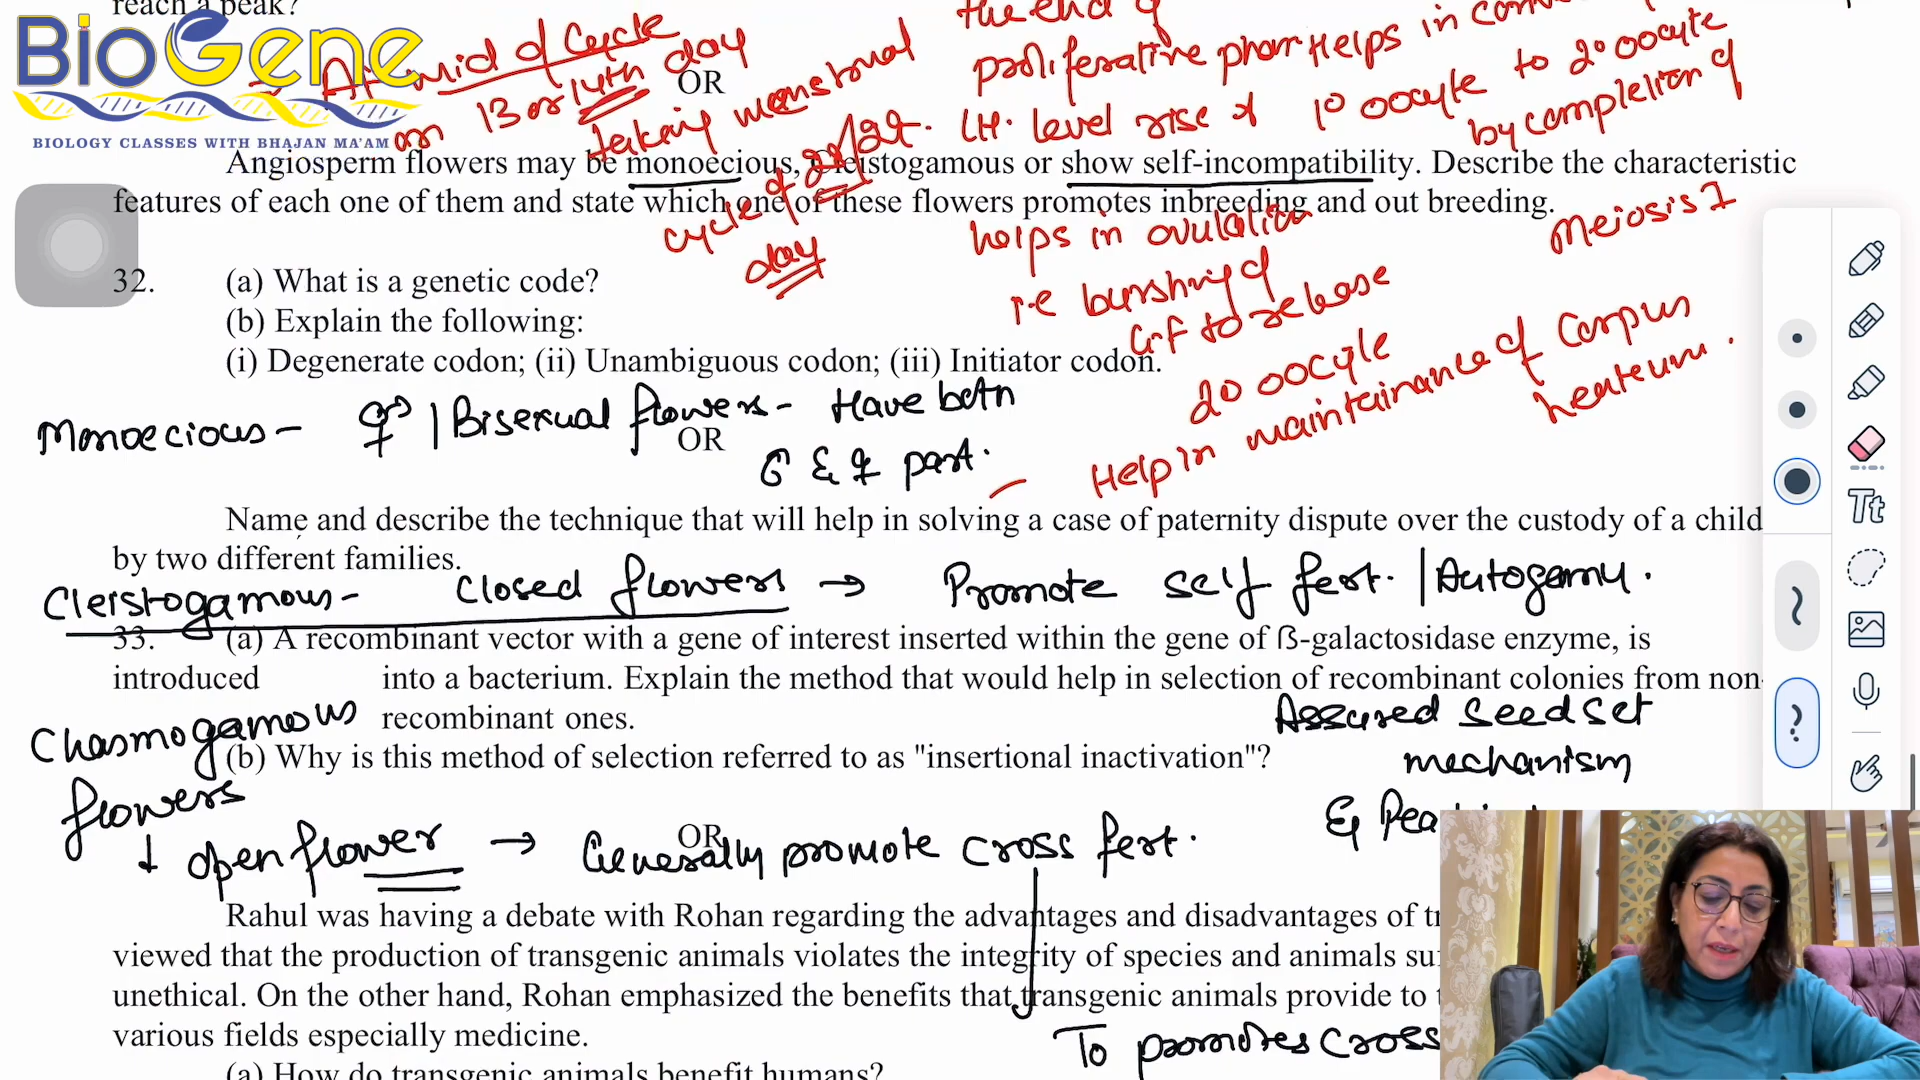 reach a peak?
BioGene
BIOLOGY CLASSES WITH BHAJAN MA'AM
At mid of cycle
on 13 or 14th day
taking menstrual
cycle of 28/29
day
the end of
proliferative phase
LH. level rise &
helps in ovulation
i.e bursting of
GF to release
2° oocyte
Helps in
1° oocyte to 2° oocyte
by completion of
Meiosis I
Help in maintainance of Corpus
leuteum.
OR
Angiosperm flowers may be monoecious, Cleistogamous or show self-incompatibility. Describe the characteristic
features of each one of them and state which one of these flowers promotes inbreeding and out breeding.
32. (a) What is a genetic code?
(b) Explain the following:
(i) Degenerate codon; (ii) Unambiguous codon; (iii) Initiator codon.
Monoecious - ⚥ | Bisexual flowers - Have both
♂ & ♀ part.
OR
Name and describe the technique that will help in solving a case of paternity dispute over the custody of a child
by two different families.
Cleistogamous - Closed flowers → Promote self fert. | Autogamy.
33. (a) A recombinant vector with a gene of interest inserted within the gene of ß-galactosidase enzyme, is
introduced into a bacterium. Explain the method that would help in selection of recombinant colonies from non-
recombinant ones.
Assured seed set
mechanism
Chasmogamous
flowers
(b) Why is this method of selection referred to as "insertional inactivation"?
OR
↓ open flower → Generally promote cross fert.
Rahul was having a debate with Rohan regarding the advantages and disadvantages of
viewed that the production of transgenic animals violates the integrity of species and animals
unethical. On the other hand, Rohan emphasized the benefits that transgenic animals provide to
various fields especially medicine.
To promotes cross
(a) How do transgenic animals benefit humans?
Tt